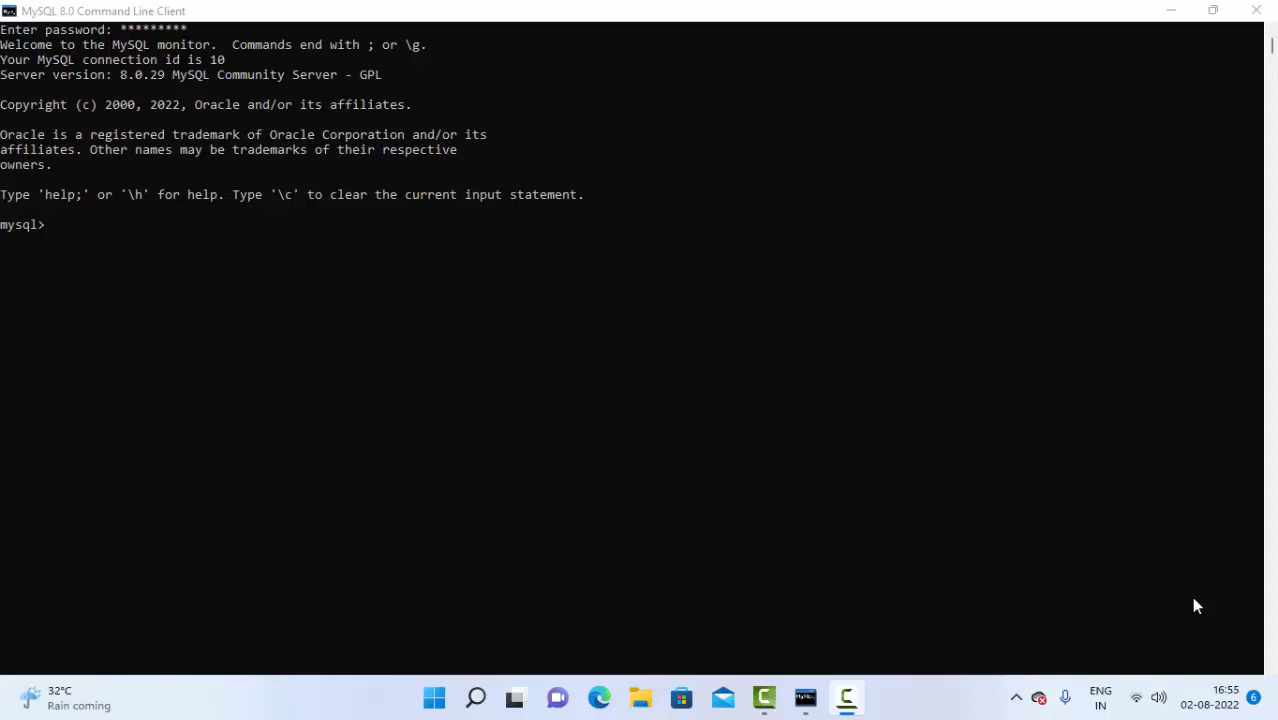 MySQL 8.0 Command Line Client
Enter password: *********
Welcome to the MySQL monitor.  Commands end with ; or \g.
Your MySQL connection id is 10
Server version: 8.0.29 MySQL Community Server - GPL
Copyright (c) 2000, 2022, Oracle and/or its affiliates.
Oracle is a registered trademark of Oracle Corporation and/or its
affiliates. Other names may be trademarks of their respective
owners.
Type 'help;' or '\h' for help. Type '\c' to clear the current input statement.
mysql>
32°C
Rain coming
ENG
IN
16:55
02-08-2022
6